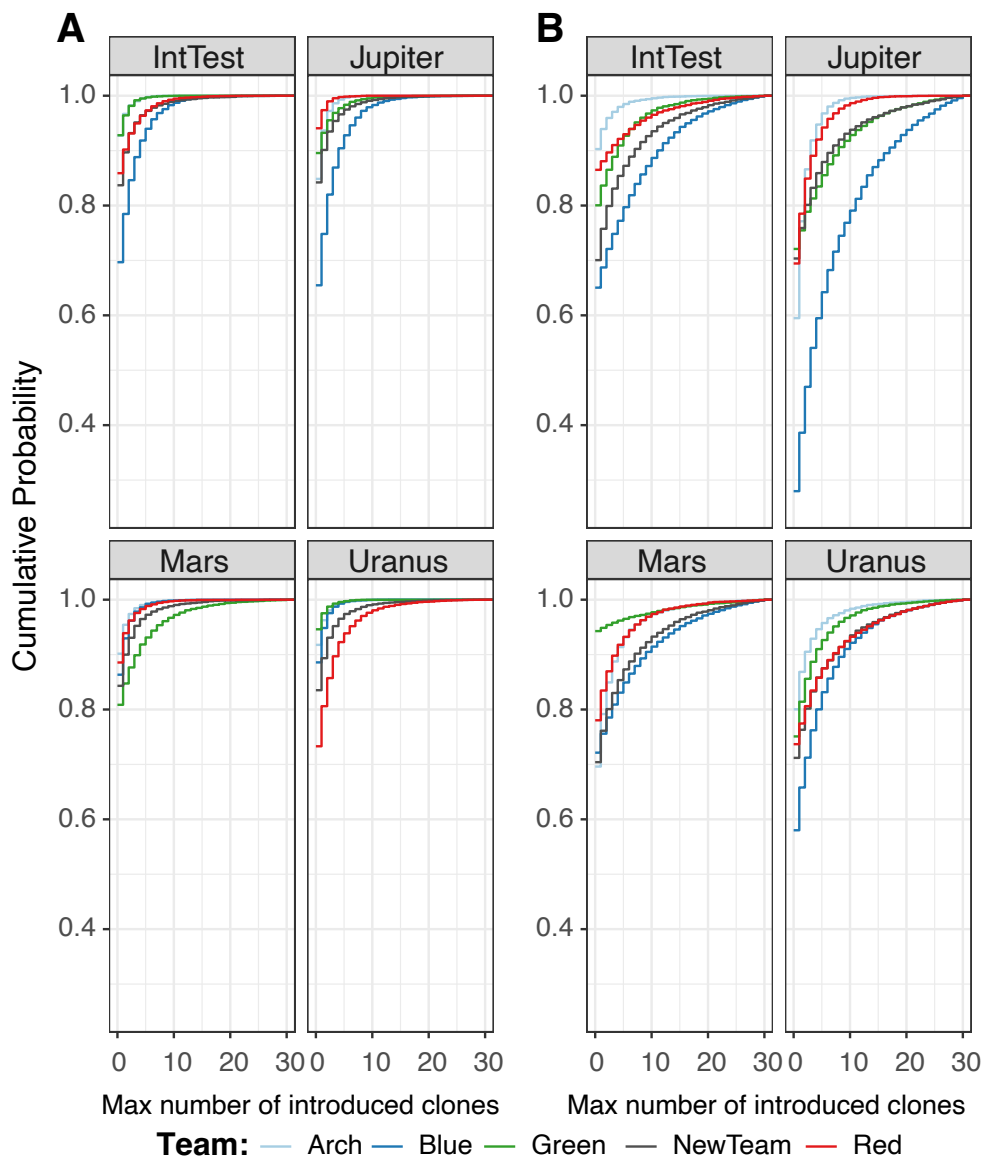 A B
IntTest Jupiter IntTest Jupiter
1.0 1.0
0.8 0.8
0.6 0.6
0.4 0.4
Cumulative Probability
Mars Uranus Mars Uranus
1.0 1.0
0.8 0.8
0.6 0.6
0.4 0.4
0 10 20 30 0 10 20 30 0 10 20 30 0 10 20 30
Max number of introduced clones Max number of introduced clones
Team: Arch Blue Green NewTeam Red